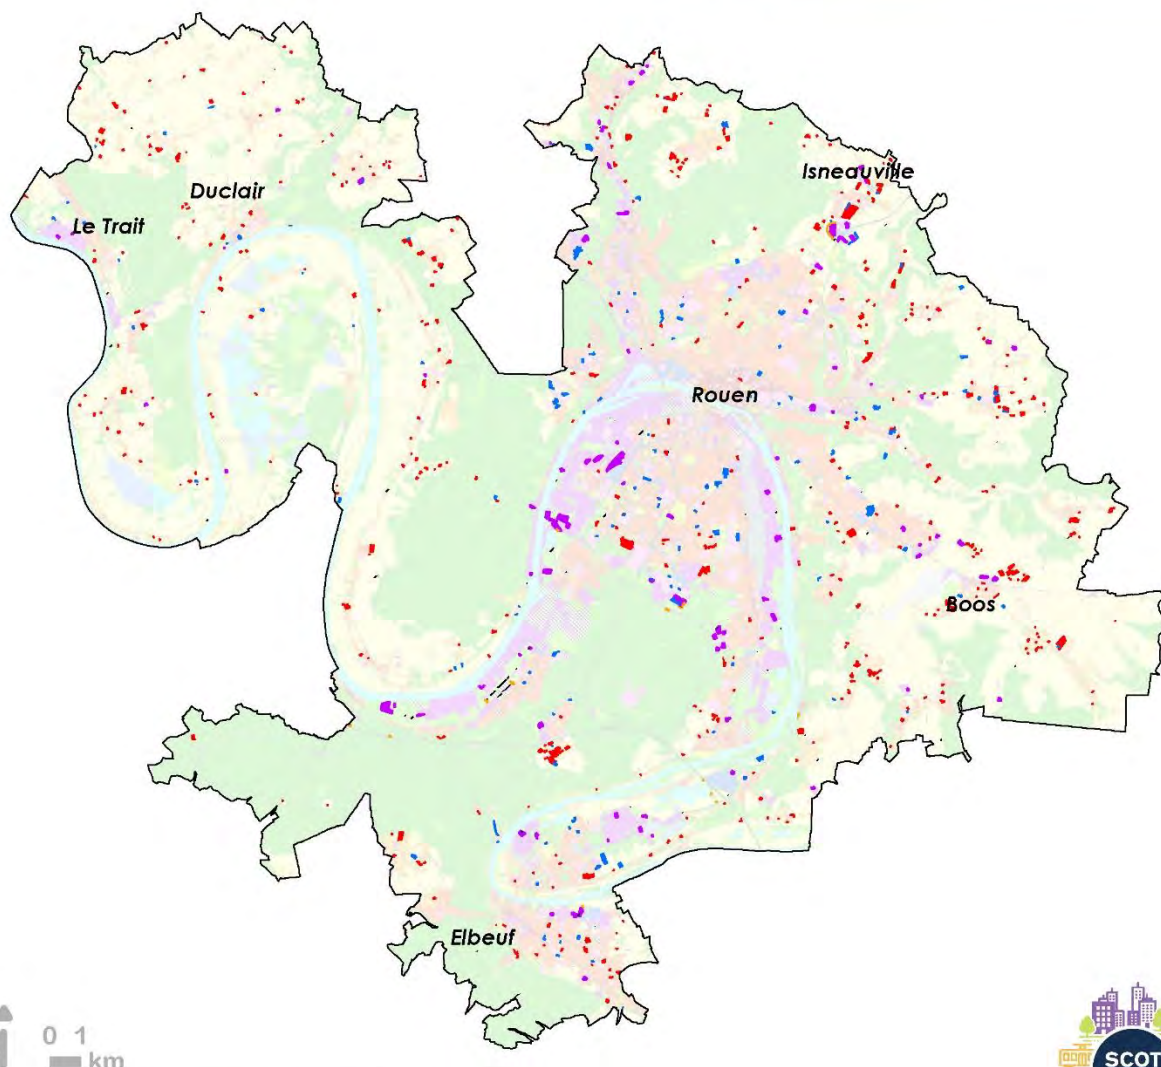 Isneauville
Duclair
Le Trait
Rouen
Boos
Elbeuf
0 1
km
SCOT